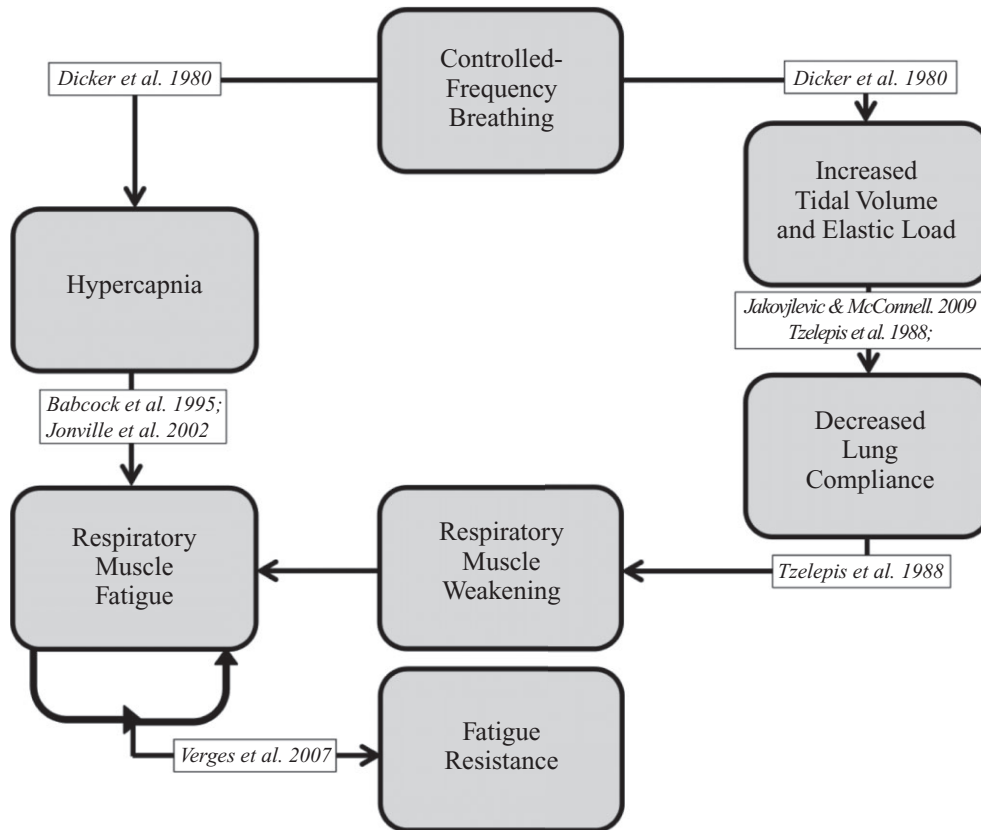 Controlled-
Frequency
Breathing
Dicker et al. 1980
Dicker et al. 1980
Increased
Tidal Volume
and Elastic Load
Hypercapnia
Jakovjlevic & McConnell. 2009
Tzelepis et al. 1988;
Babcock et al. 1995;
Jonville et al. 2002
Decreased
Lung
Compliance
Respiratory
Muscle
Fatigue
Respiratory
Muscle
Weakening
Tzelepis et al. 1988
Verges et al. 2007
Fatigue
Resistance